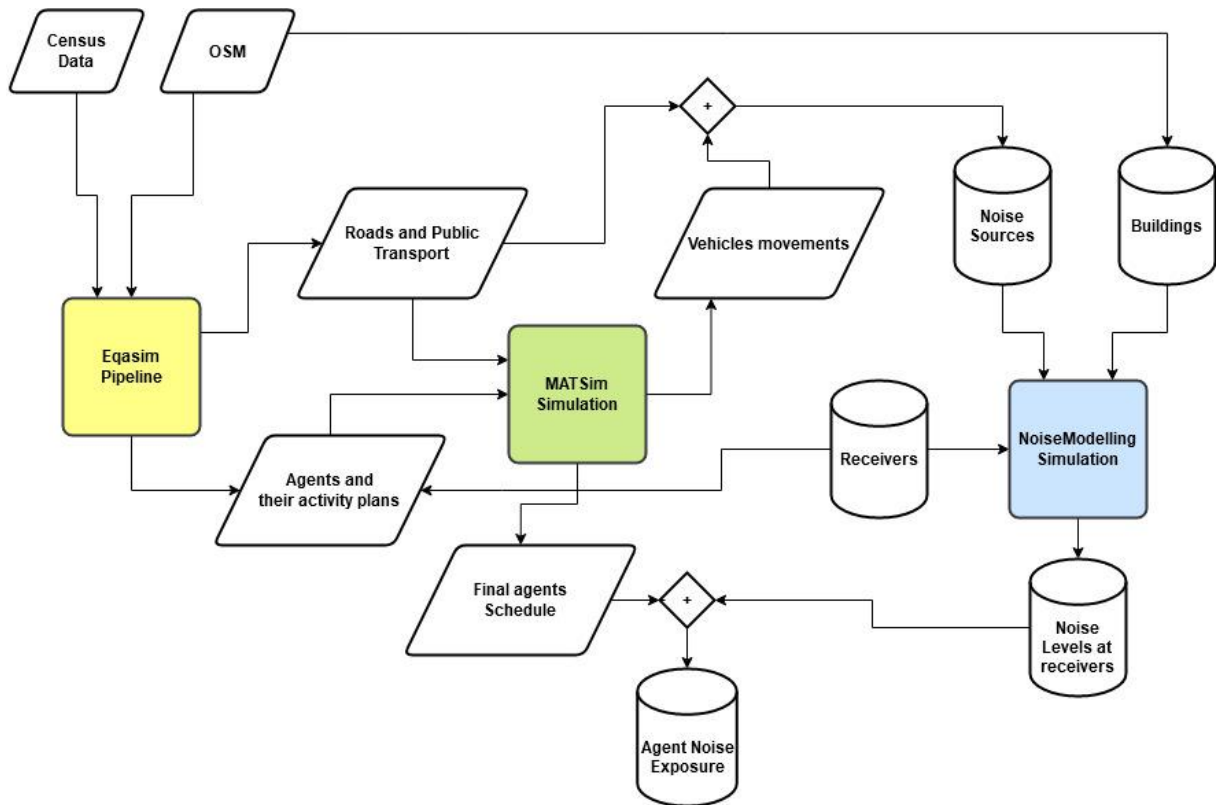 Census
Data
OSM
+
Roads and Public
Transport
Vehicles movements
Noise
Sources
Buildings
Eqasim
Pipeline
MATSim
Simulation
Receivers
NoiseModelling
Simulation
Agents and
their activity plans
Final agents
Schedule
+
Noise
Levels at
receivers
Agent Noise
Exposure